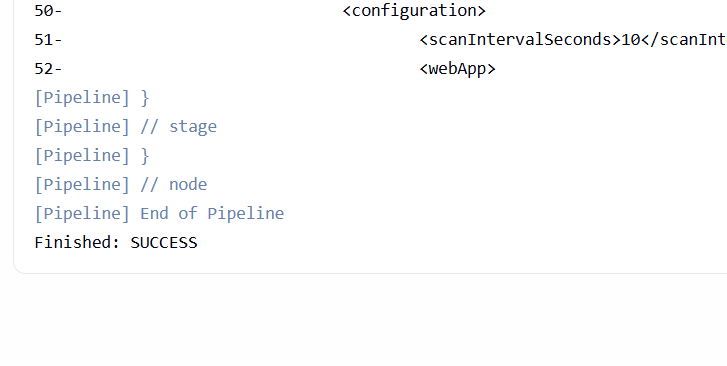 50-                             <configuration>
51-                                     <scanIntervalSeconds>10</scanInt
52-                                     <webApp>
[Pipeline] }
[Pipeline] // stage
[Pipeline] }
[Pipeline] // node
[Pipeline] End of Pipeline
Finished: SUCCESS